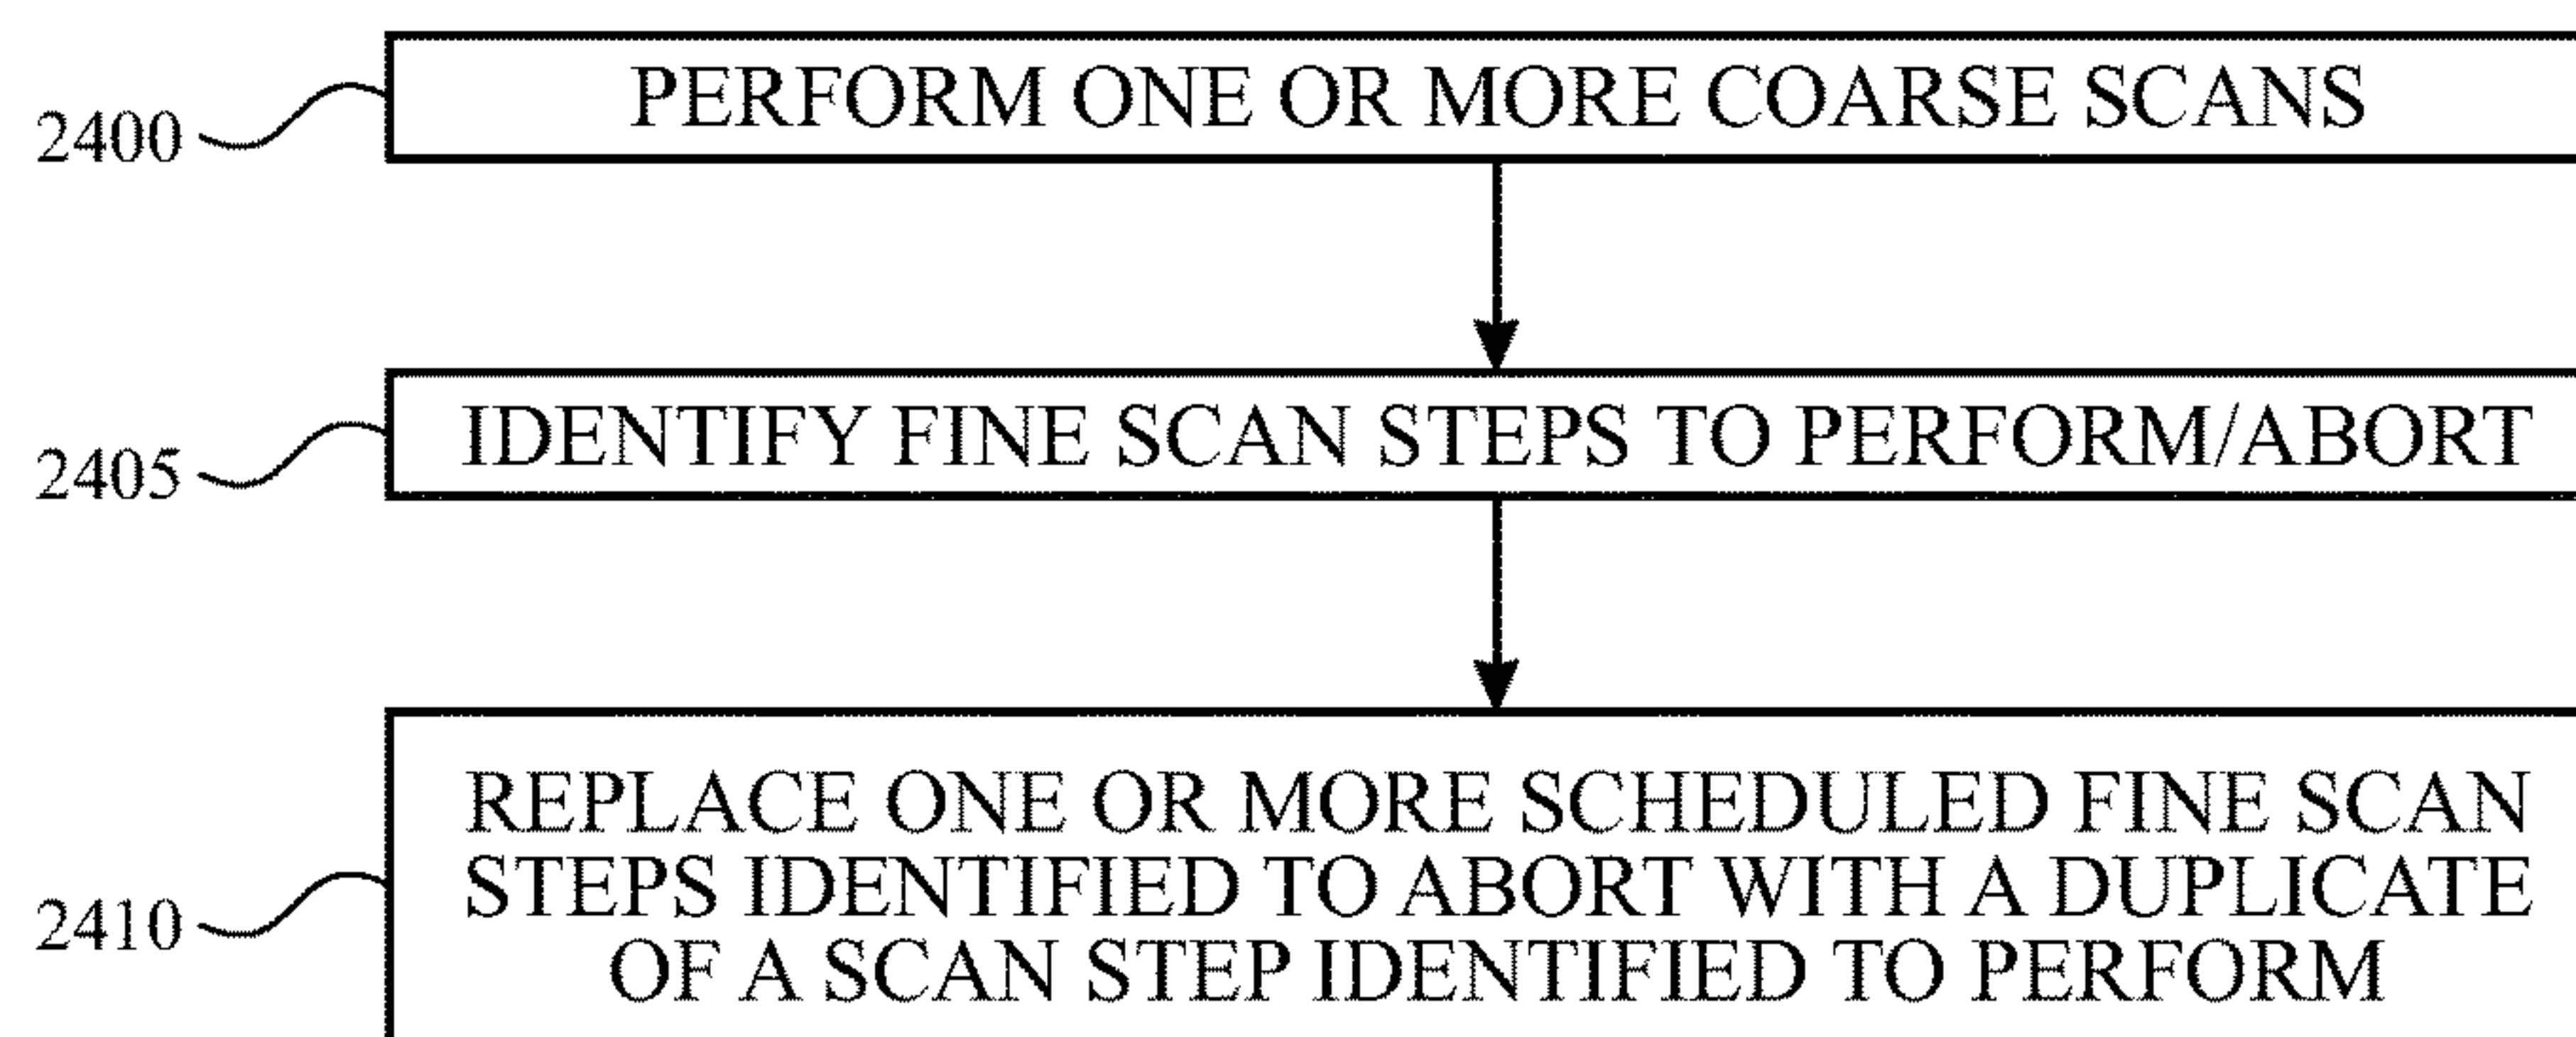 PERFORM ONE OR MORE COARSE SCANS
2400
IDENTIFY FINE SCAN STEPS TO PERFORM/ABORT
2405
REPLACE ONE OR MORE SCHEDULED FINE SCAN
STEPS IDENTIFIED TO ABORT WITH A DUPLICATE
OF A SCAN STEP IDENTIFIED TO PERFORM
2410